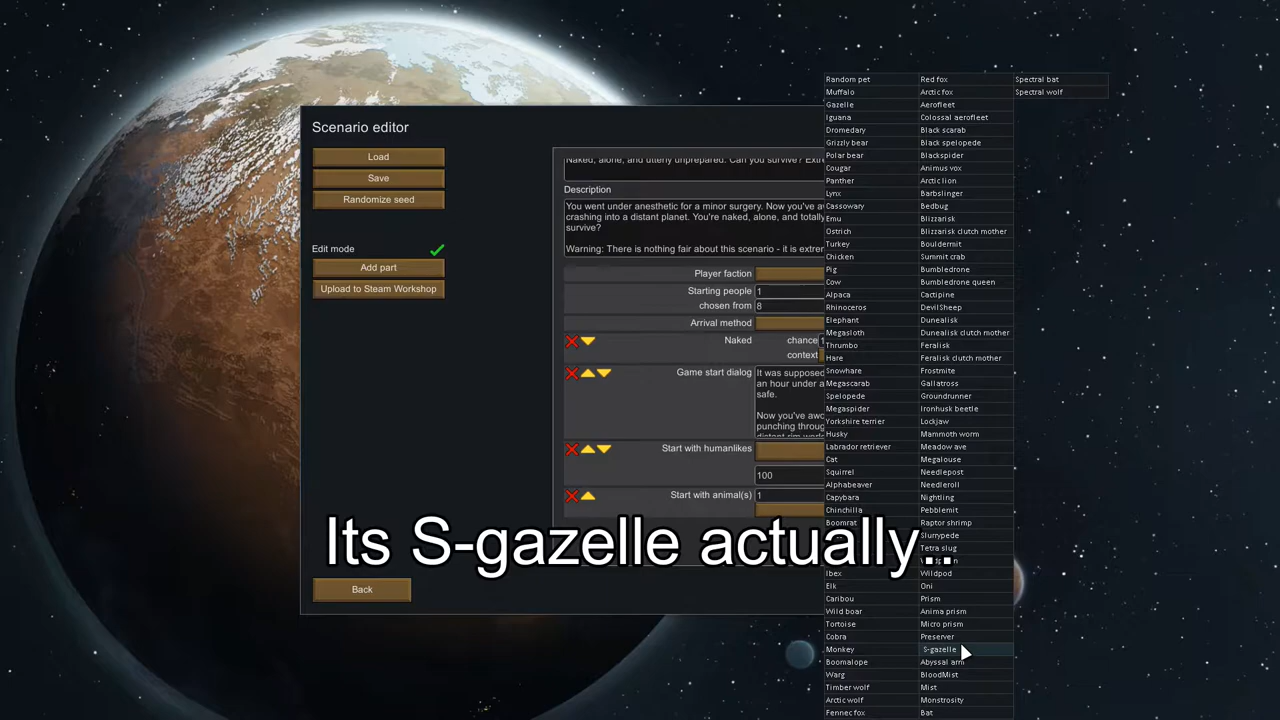 Scenario editor
Load
Save
Randomize seed
Edit mode
Add part
Upload to Steam Workshop
Back
Naked, alone, and utterly unprepared. Can you survive? Extre
Description
You went under anesthetic for a minor surgery. Now you've aw
crashing into a distant planet. You're naked, alone, and totally
survive?
Warning: There is nothing fair about this scenario - it is extrem
Player faction
Starting people 1
chosen from 8
Arrival method
Naked chance
context
Game start dialog
It was supposed
an hour under a
safe.
Now you've awo
punching throug
distant rim world
Start with humanlikes
100
Start with animal(s) 1
Random pet
Muffalo
Gazelle
Iguana
Dromedary
Grizzly bear
Polar bear
Cougar
Panther
Lynx
Cassowary
Emu
Ostrich
Turkey
Chicken
Pig
Cow
Alpaca
Rhinoceros
Elephant
Megasloth
Thrumbo
Hare
Snowhare
Megascarab
Spelopede
Megaspider
Yorkshire terrier
Husky
Labrador retriever
Cat
Squirrel
Alphabeaver
Capybara
Chinchilla
Boomrat
Ibex
Elk
Caribou
Wild boar
Tortoise
Cobra
Monkey
Boomalope
Warg
Timber wolf
Arctic wolf
Fennec fox
Red fox
Arctic fox
Aerofleet
Colossal aerofleet
Black scarab
Black spelopede
Blackspider
Animus vox
Arctic lion
Barbslinger
Bedbug
Blizzarisk
Blizzarisk clutch mother
Bouldermit
Summit crab
Bumbledrone
Bumbledrone queen
Cactipine
DevilSheep
Dunealisk
Dunealisk clutch mother
Feralisk
Feralisk clutch mother
Frostmite
Gallatross
Groundrunner
Ironhusk beetle
Lockjaw
Mammoth worm
Meadow ave
Megalouse
Needlepost
Needleroll
Nightling
Pebblemit
Raptor shrimp
Slurrypede
Tetra slug
Wildpod
Oni
Prism
Anima prism
Micro prism
Preserver
S-gazelle
Abyssal arm
BloodMist
Mist
Monstrosity
Bat
Spectral bat
Spectral wolf
Its S-gazelle actually..